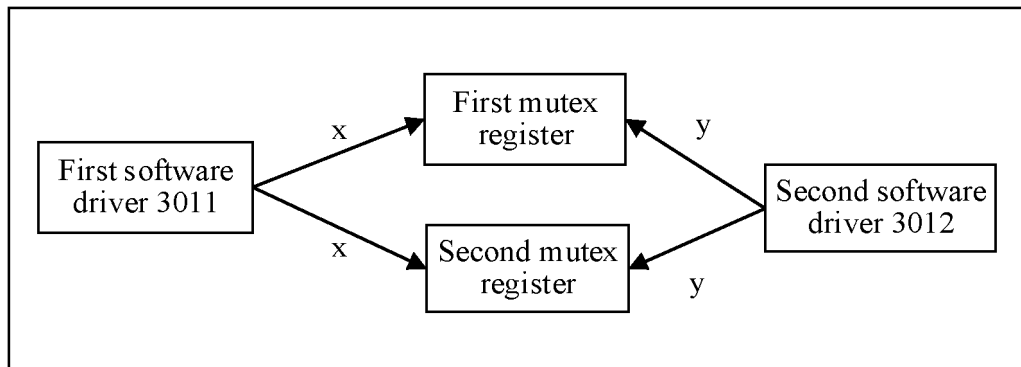 First mutex
register
x
y
First software
driver 3011
Second software
driver 3012
x
Second mutex
register
y